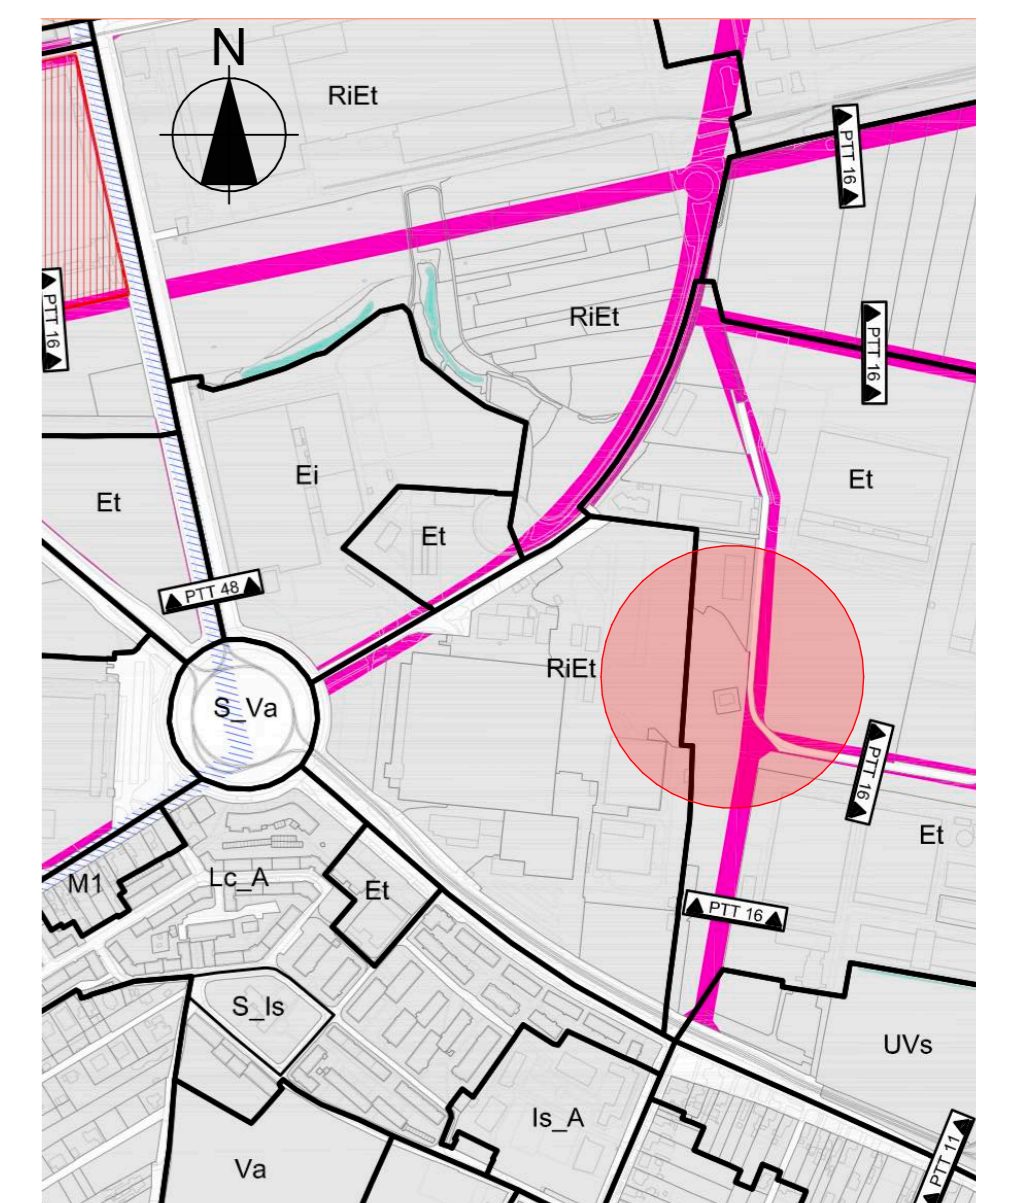 N
RiEt
PTT 16
PTT 16
RiEt
PTT 16
Ei
Et
Et
Et
PTT 48
RiEt
S_Va
PTT 16
Et
M1
Lc_A
Et
PTT 16
S_Is
UVs
Is_A
PTT 11
Va